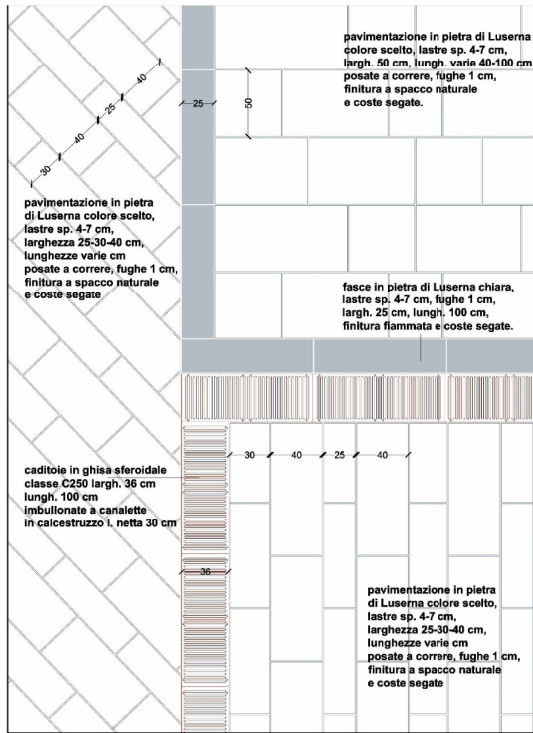 pavimentazione in pietra di Luserna
colore scelto, lastre sp. 4-7 cm,
largh. 50 cm, lungh. varie 40-100 cm
posate a correre, fughe 1 cm,
finitura a spacco naturale
e coste segate.
40
25
40
30
25
50
pavimentazione in pietra
di Luserna colore scelto,
lastre sp. 4-7 cm,
larghezza 25-30-40 cm,
lunghezze varie cm
posate a correre, fughe 1 cm,
finitura a spacco naturale
e coste segate
fasce in pietra di Luserna chiara,
lastre sp. 4-7 cm, fughe 1 cm,
largh. 25 cm, lungh. 100 cm,
finitura fiammata e coste segate.
30
40
25
40
caditoie in ghisa sferoidale
classe C250 largh. 36 cm
lungh. 100 cm
imbullonate a canalette
in calcestruzzo l. netta 30 cm
36
pavimentazione in pietra
di Luserna colore scelto,
lastre sp. 4-7 cm,
larghezza 25-30-40 cm,
lunghezze varie cm
posate a correre, fughe 1 cm,
finitura a spacco naturale
e coste segate